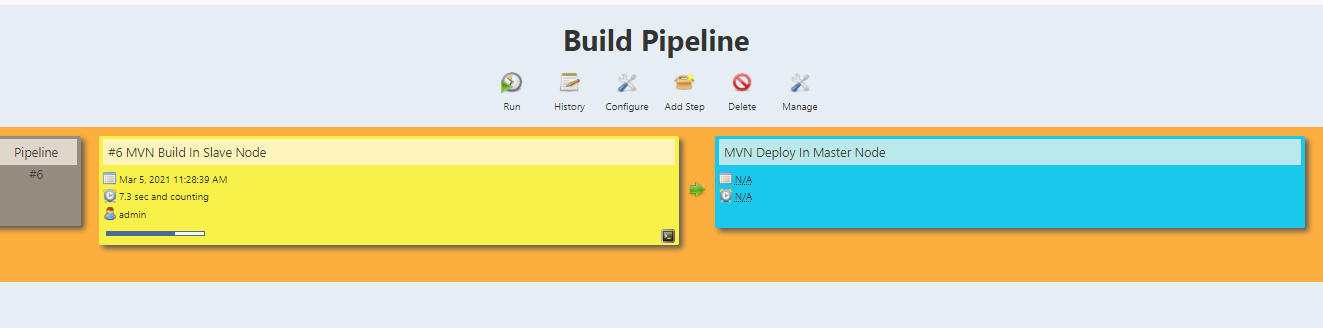 Build Pipeline
Run History Configure Add Step Delete Manage
Pipeline
#6
#6 MVN Build In Slave Node
Mar 5, 2021 11:28:39 AM
7.3 sec and counting
admin
MVN Deploy In Master Node
N/A
N/A